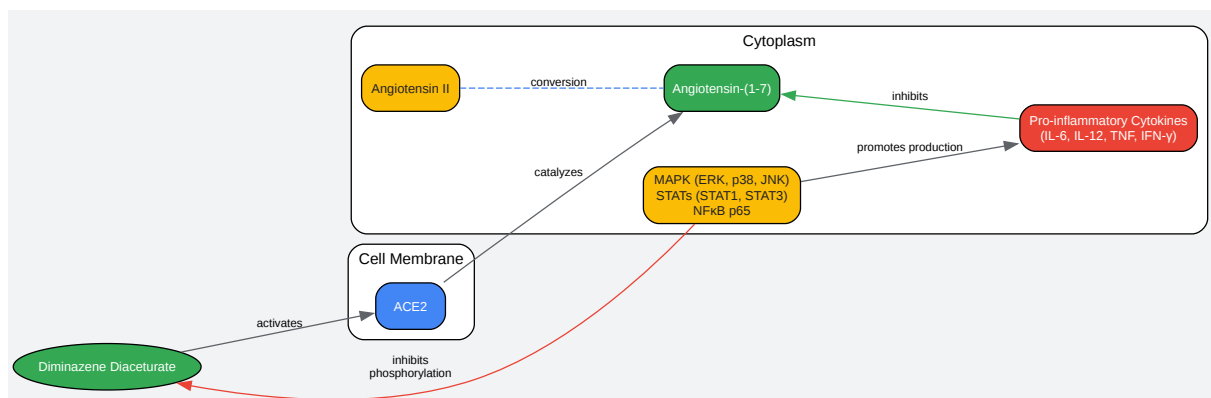 Cytoplasm
Angiotensin II
conversion
Angiotensin-(1-7)
inhibits
Pro-inflammatory Cokines
(IL-6, IL-12, TNF, IFN-γ)
promotes production
catalyzes
MAPK (ERK, p38, JNK)
STATs (STAT1, STAT3)
NFκB p65
Cell Membrane
ACE2
activates
Diminazene Diaceturate
inhibits
phosphorylation